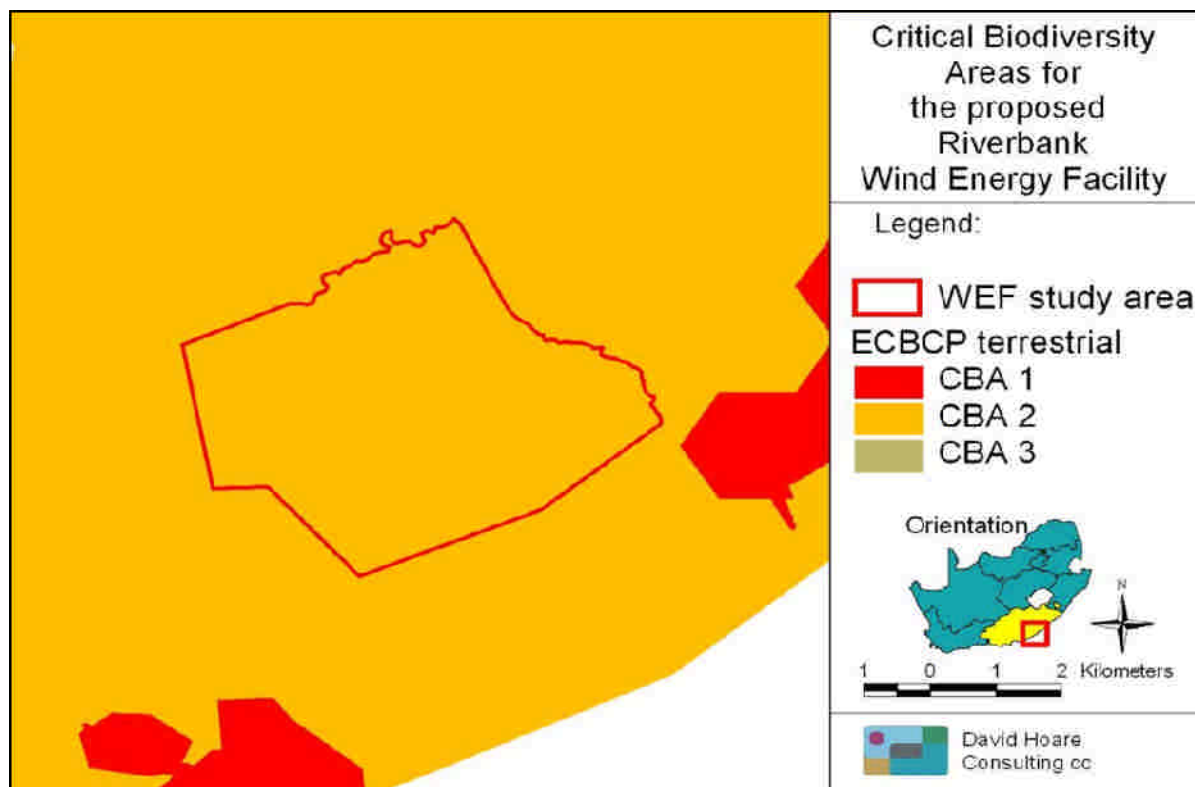 Critical Biodiversity
Areas for
the proposed
Riverbank
Wind Energy Facility
Legend:
WEF study area
ECBCP terrestrial
CBA 1
CBA 2
CBA 3
Orientation
N
1 0 1 2 Kilometers
David Hoare
Consulting cc